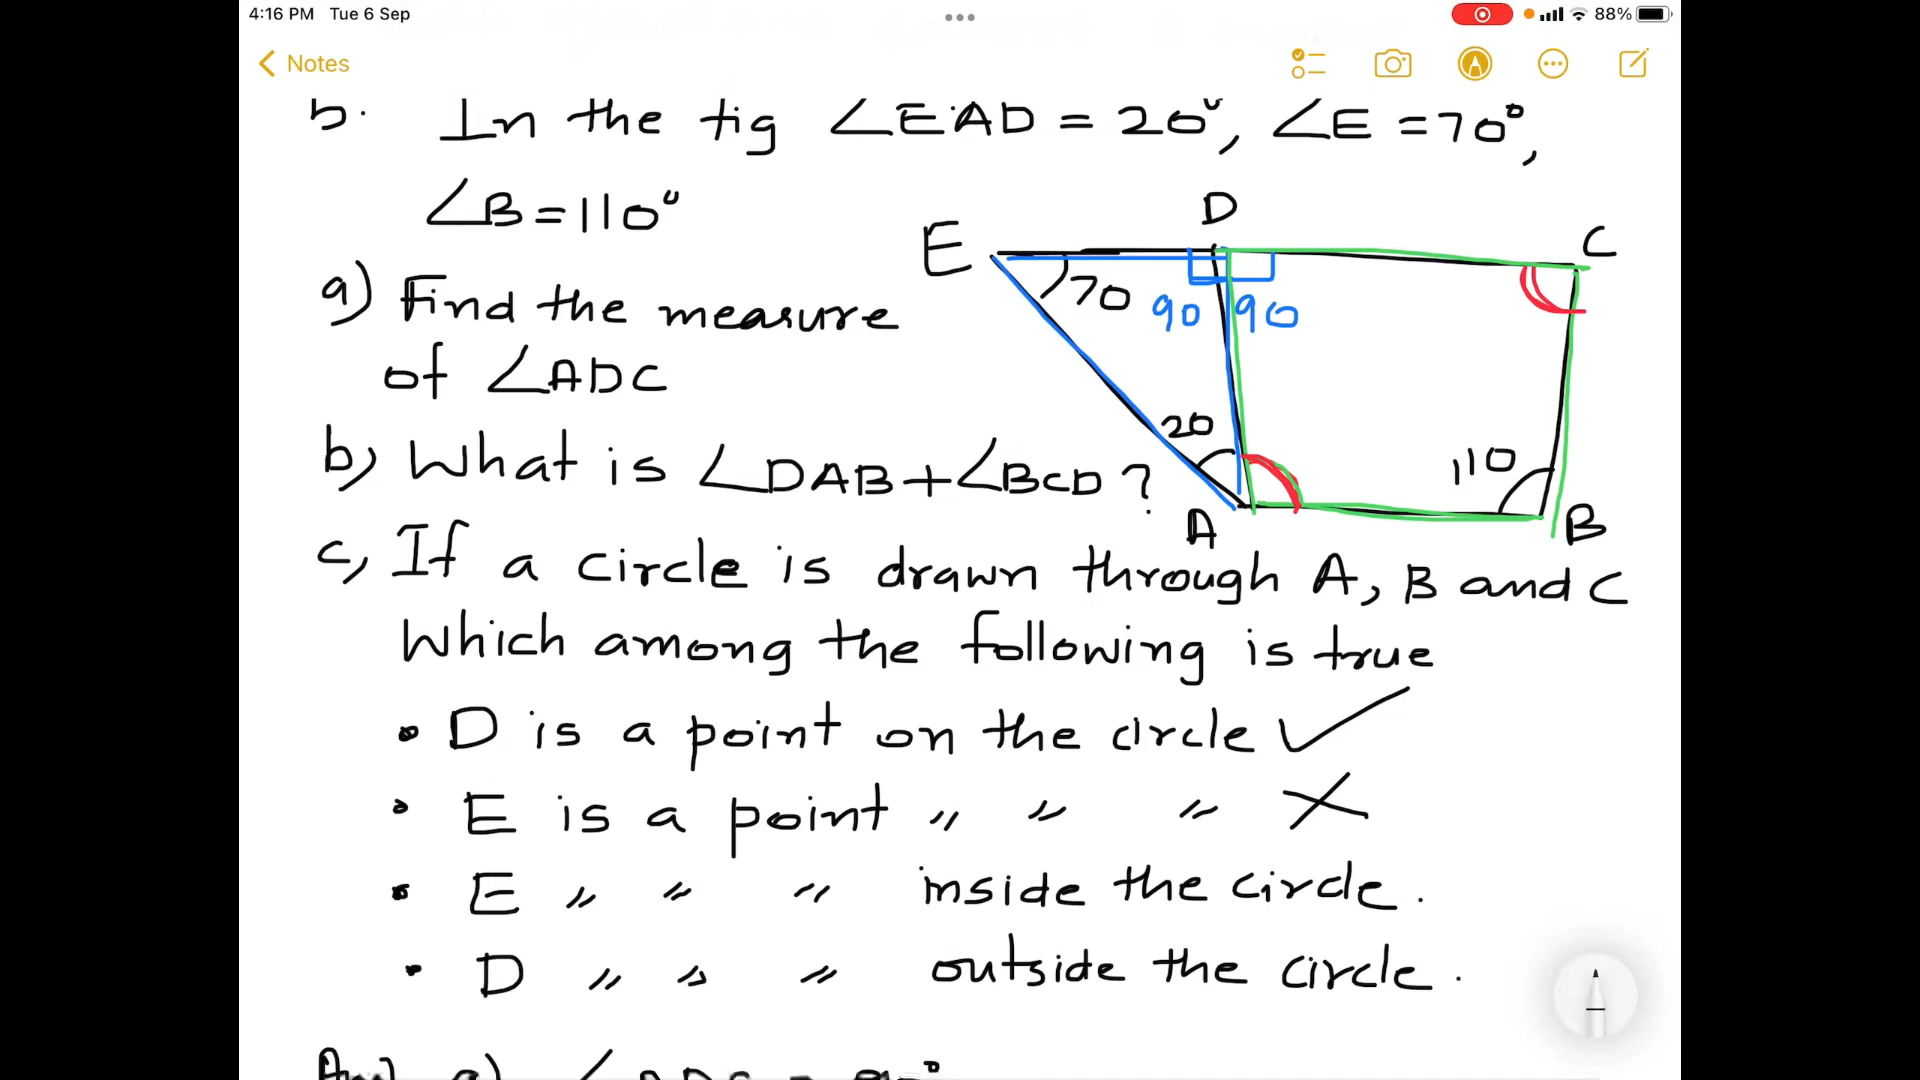 4:16 PM Tue 6 Sep
88%
Notes
5. In the fig ∠EAD = 20°, ∠E = 70°,
∠B = 110°
D
E
C
a) Find the measure
70
90
90
of ∠ADC
20
b) What is ∠DAB + ∠BCD ?
110
A
B
c, If a circle is drawn through A, B and C
Which among the following is true
• D is a point on the circle ✓
• E is a point " " " ✗
• E " " " inside the circle.
• D " " " outside the circle.